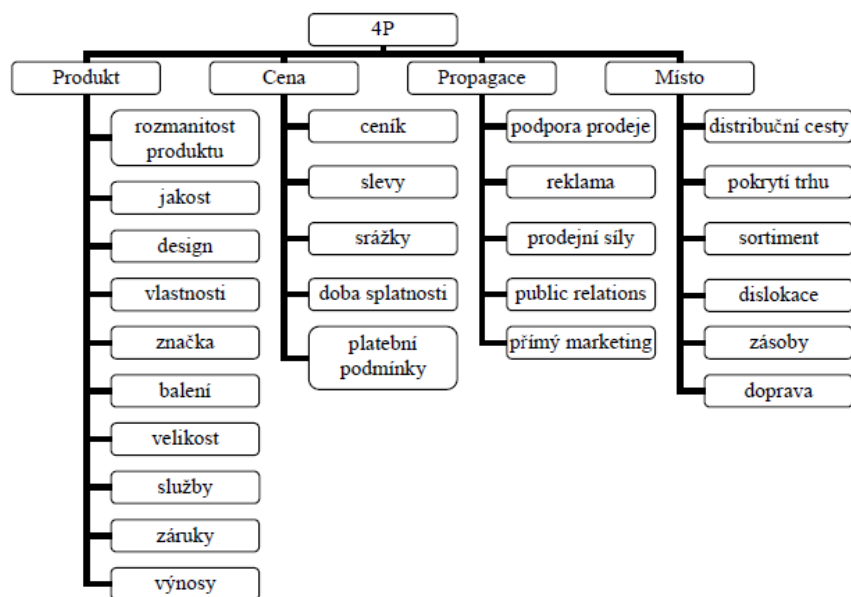 4P
Produkt
Cena
Propagace
Místo
rozmanitost
produktu
jakost
design
vlastnosti
značka
balení
velikost
služby
záruky
výnosy
ceník
slevy
srážky
doba splatnosti
platební
podmínky
podpora prodeje
reklama
prodejní síly
public relations
přímý marketing
distribuční cesty
pokrytí trhu
sortiment
dislokace
zásoby
doprava